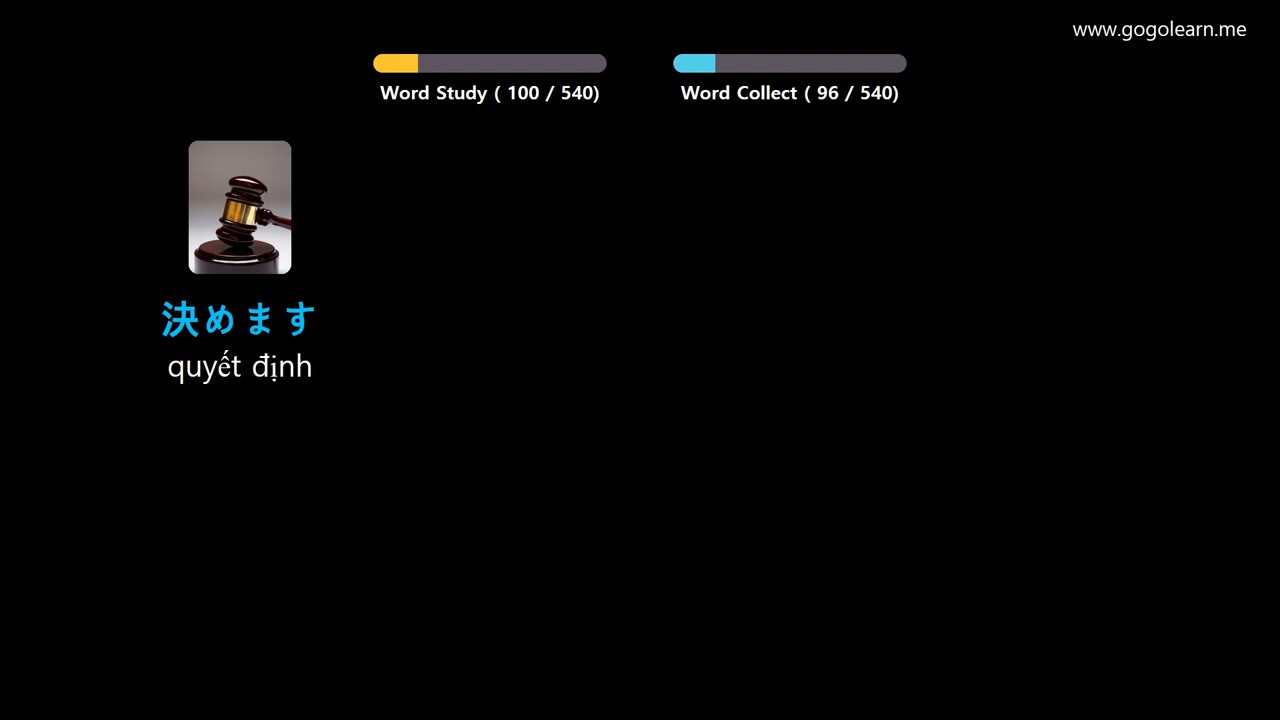 www.gogolearn.me
Word Study ( 100 / 540)
Word Collect ( 96 / 540)
決めます
quyết định